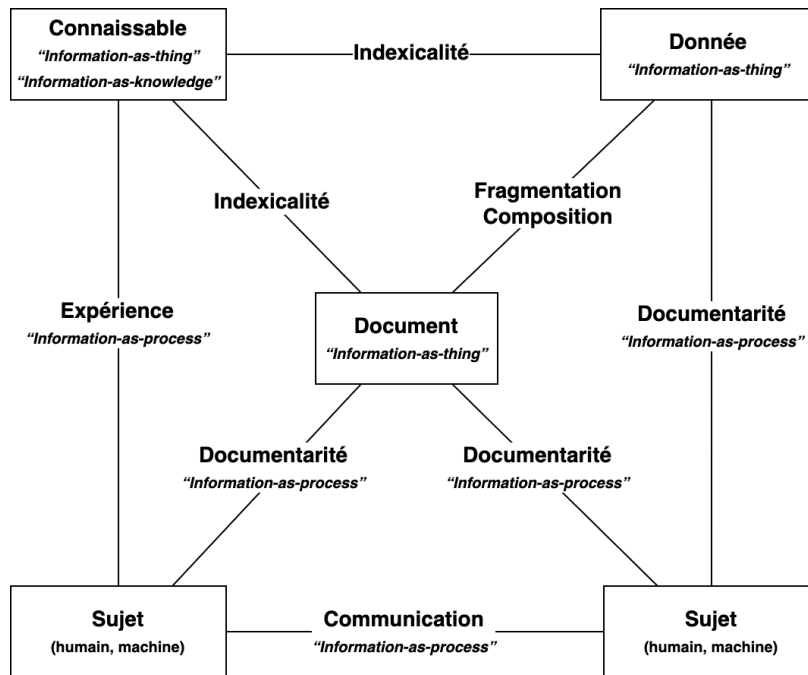 Connaissable
“Information-as-thing”
“Information-as-knowledge”
Indexicalité
Donnée
“Information-as-thing”
Indexicalité
Fragmentation
Composition
Expérience
“Information-as-process”
Document
“Information-as-thing”
Documentarité
“Information-as-process”
Documentarité
“Information-as-process”
Documentarité
“Information-as-process”
Sujet
(humain, machine)
Communication
“Information-as-process”
Sujet
(humain, machine)